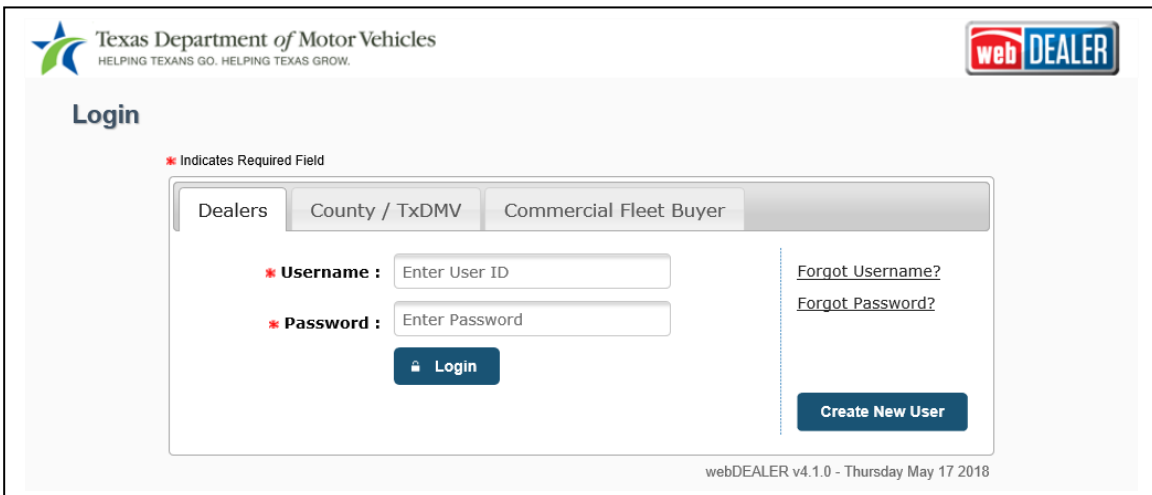 Texas Department of Motor Vehicles
HELPING TEXANS GO. HELPING TEXAS GROW.
web DEALER
Login
* Indicates Required Field
Dealers County / TxDMV Commercial Fleet Buyer
* Username : Enter User ID
Forgot Username?
* Password : Enter Password
Forgot Password?
Login
Create New User
webDEALER v4.1.0 - Thursday May 17 2018